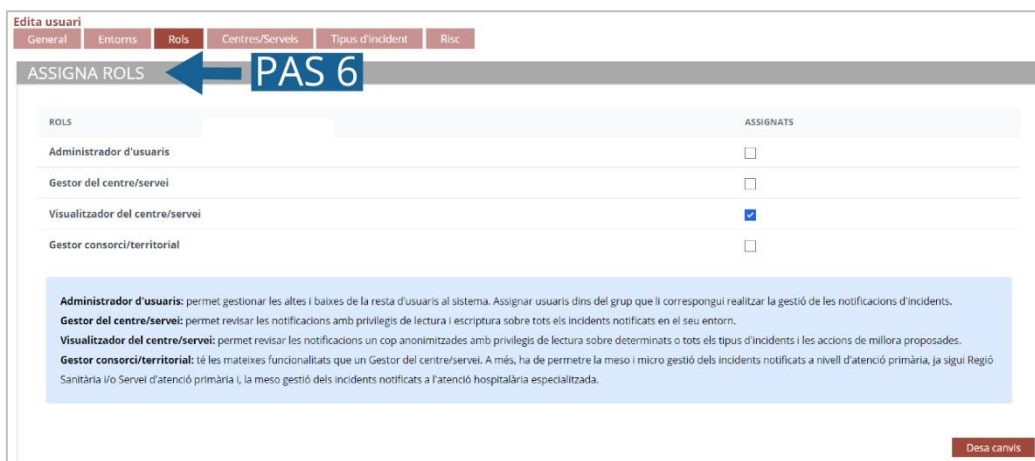 Edita usuari
General Entorns Rols Centres/Serveis Tipus d'incident Risc
ASSIGNA ROLS PAS 6
ROLS ASSIGNATS
Administrador d'usuaris
Gestor del centre/servei
Visualitzador del centre/servei
Gestor consorci/territorial
Administrador d'usuaris: permet gestionar les altes i baixes de la resta d'usuaris al sistema. Assignar usuaris dins del grup que li correspongui realitzar la gestió de les notificacions d'incidents.
Gestor del centre/servei: permet revisar les notificacions amb privilegis de lectura i escriptura sobre tots els incidents notificats en el seu entorn.
Visualitzador del centre/servei: permet revisar les notificacions un cop anonimitzades amb privilegis de lectura sobre determinats o tots els tipus d'incidents i les accions de millora proposades.
Gestor consorci/territorial: té les mateixes funcionalitats que un Gestor del centre/servei. A més, ha de permetre la meso i micro gestió dels incidents notificats a nivell d'atenció primària, ja sigui Regió
Sanitària i/o Servei d'atenció primària i, la meso gestió dels incidents notificats a l'atenció hospitalària especialitzada.
Desa canvis